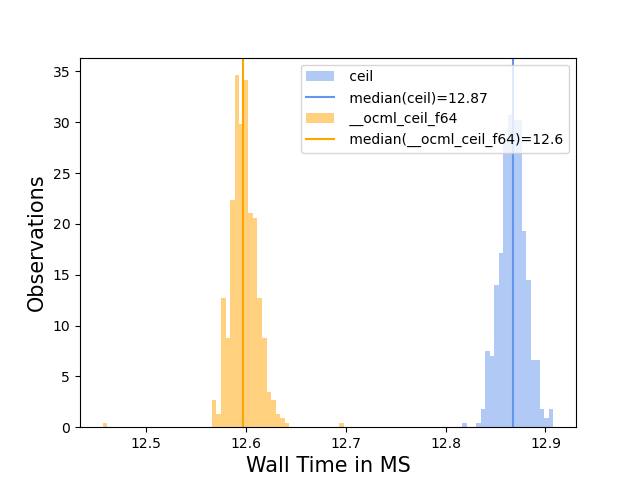 35
30
25
20
15
10
5
0
Observations
ceil
median(ceil)=12.87
__ocml_ceil_f64
median(__ocml_ceil_f64)=12.6
12.5 12.6 12.7 12.8 12.9
Wall Time in MS